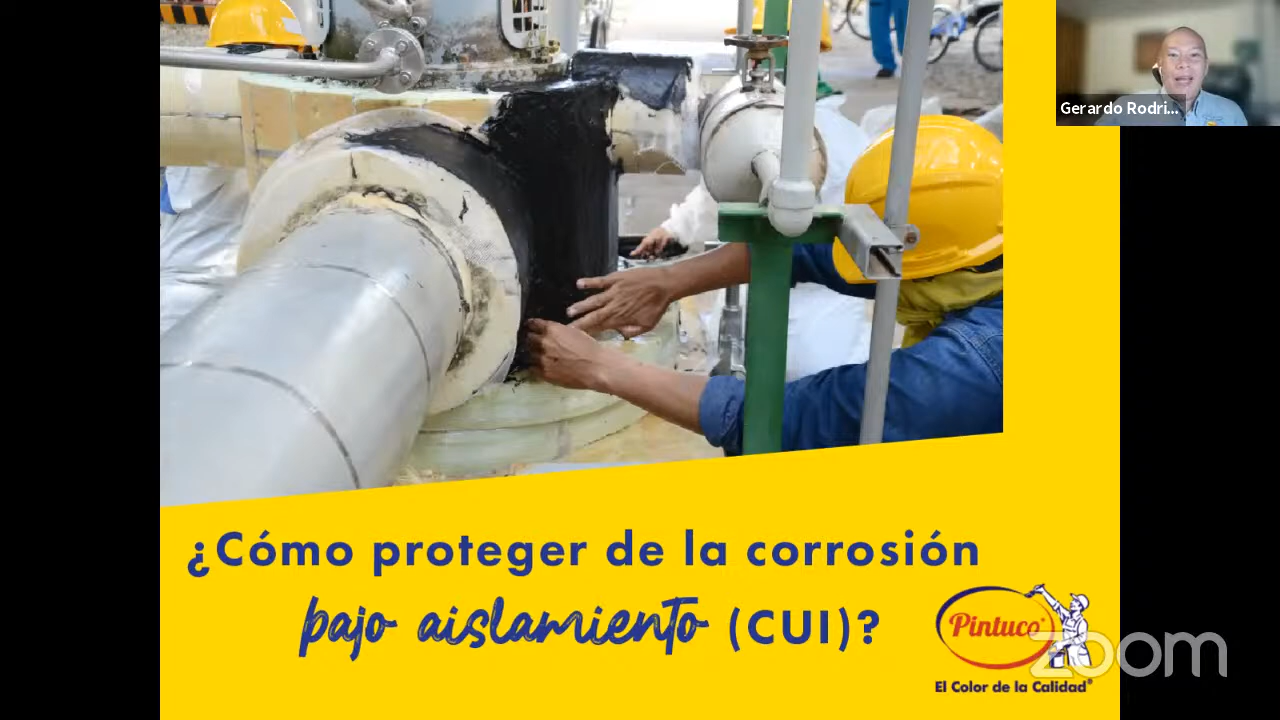 Gerardo Rodri...
¿Cómo proteger de la corrosión
bajo aislamiento (CUI)?
Pintuco®
El Color de la Calidad®
zoom